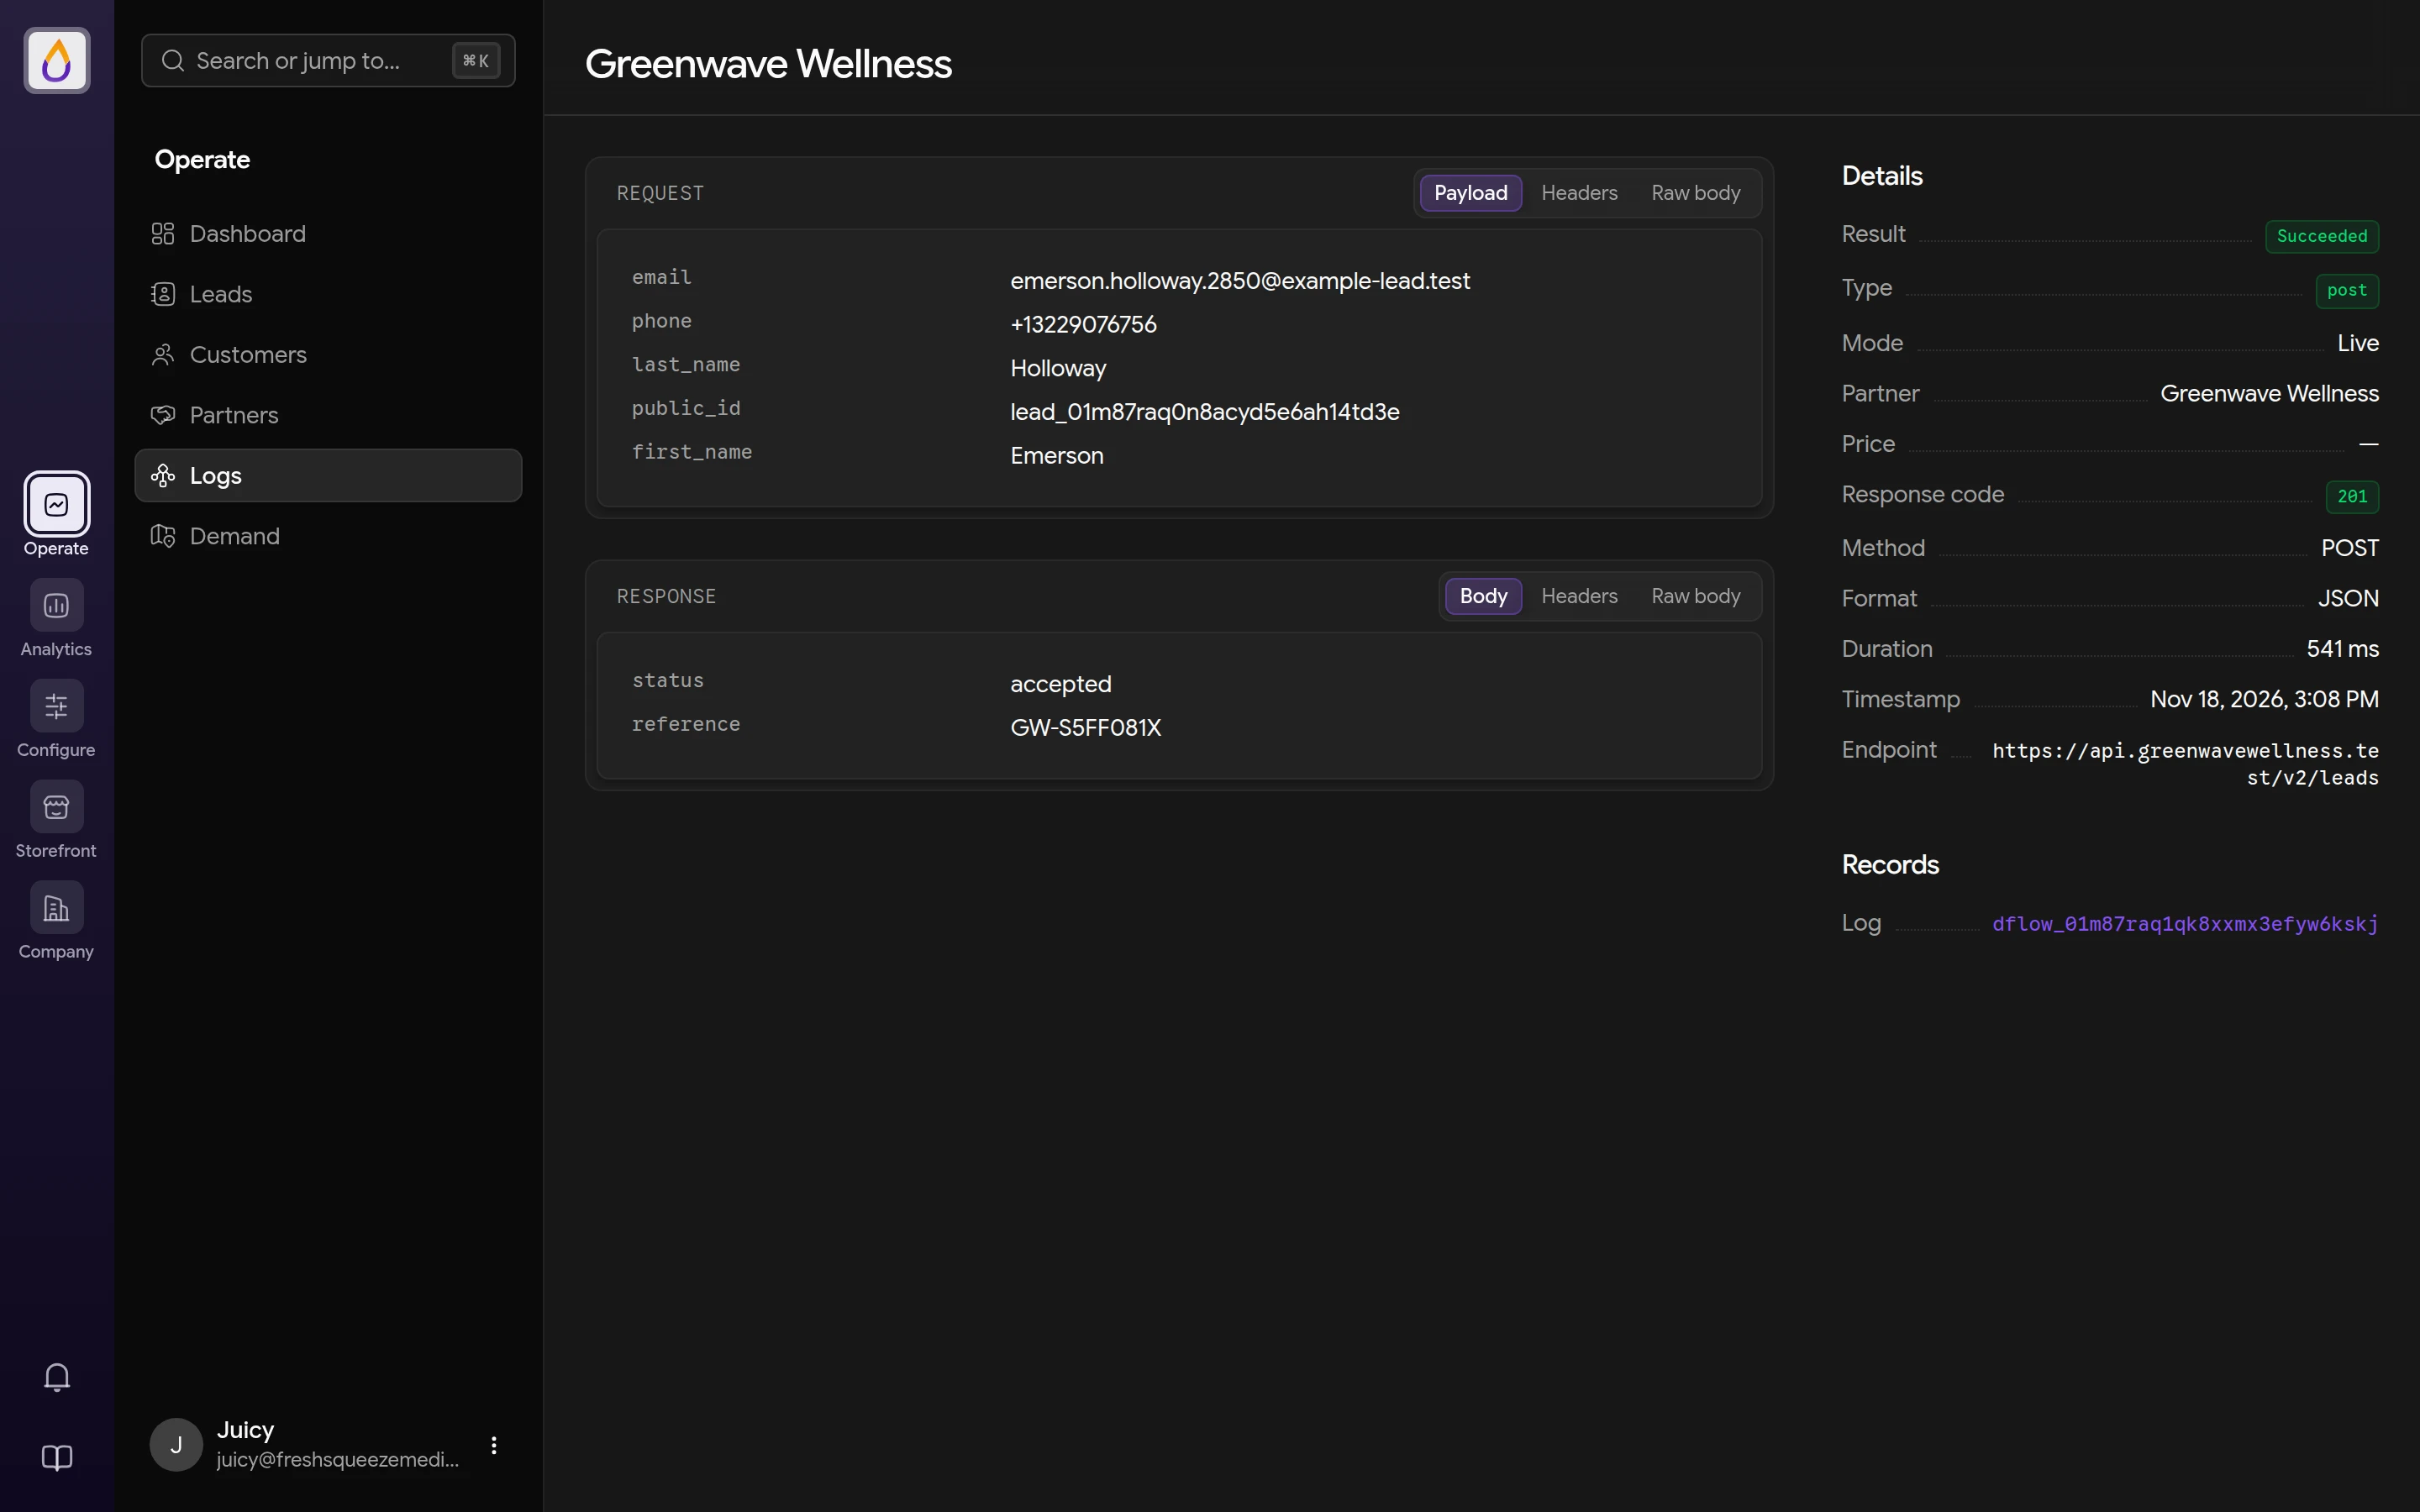 Search or jump to...
⌘K
Operate
Dashboard
Leads
Customers
Partners
Logs
Demand
Operate
Analytics
Configure
Storefront
Company
J
Juicy
juicy@freshsqueezemedi...
Greenwave Wellness
REQUEST
Payload
Headers
Raw body
email
emerson.holloway.2850@example-lead.test
phone
+13229076756
last_name
Holloway
public_id
lead_01m87raq0n8acyd5e6ah14td3e
first_name
Emerson
RESPONSE
Body
Headers
Raw body
status
accepted
reference
GW-S5FF081X
Details
Result
Succeeded
Type
post
Mode
Live
Partner
Greenwave Wellness
Price
—
Response code
201
Method
POST
Format
JSON
Duration
541 ms
Timestamp
Nov 18, 2026, 3:08 PM
Endpoint
https://api.greenwavewellness.te
st/v2/leads
Records
Log
dflow_01m87raq1qk8xxmx3efyw6kskj